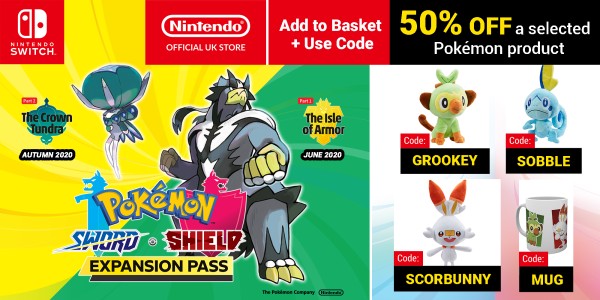 NINTENDO
SWITCH™
Nintendo®
OFFICIAL UK STORE
Add to Basket
+ Use Code
50% OFF a selected
Pokémon product
Part 1
The Isle
of Armor
JUNE 2020
Part 2
The Crown
Tundra
AUTUMN 2020
POKÉMON
SWORD • SHIELD
EXPANSION PASS
The Pokémon Company Nintendo
Code:
GROOKEY
Code:
SOBBLE
Code:
SCORBUNNY
Code:
MUG